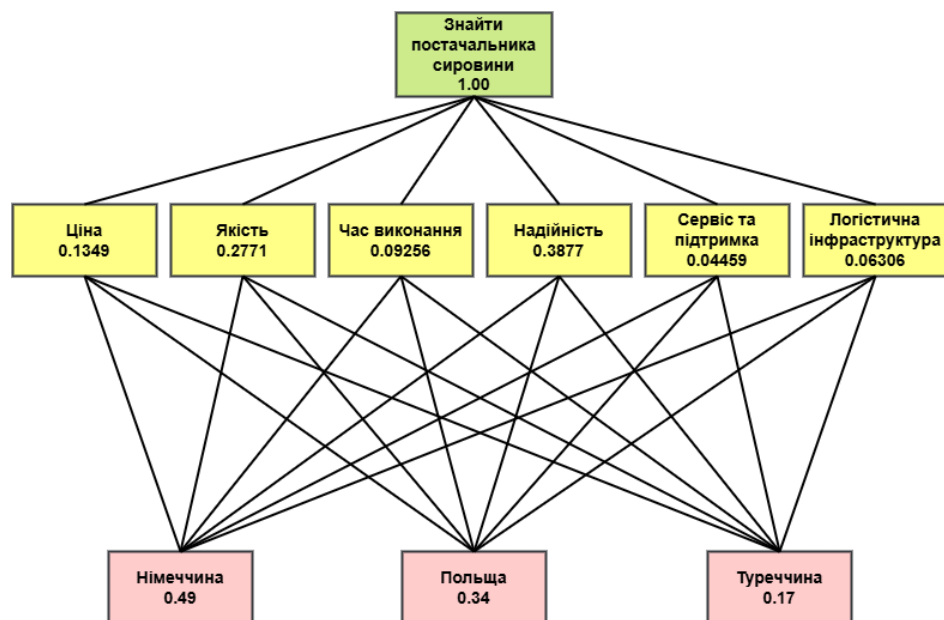 Знайти
постачальника
сировини
1.00
Ціна
0.1349
Якість
0.2771
Час виконання
0.09256
Надійність
0.3877
Сервіс та
підтримка
0.04459
Логістична
інфраструктура
0.06306
Німеччина
0.49
Польща
0.34
Туреччина
0.17